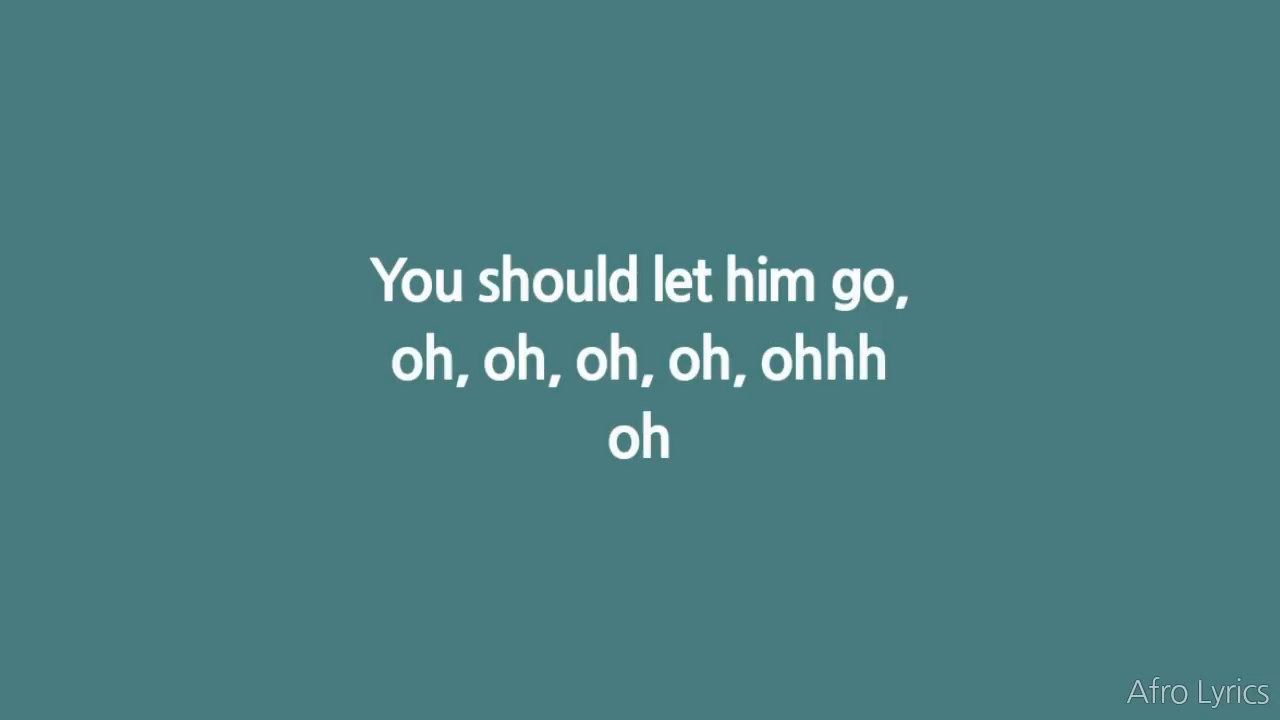 You should let him go,
oh, oh, oh, oh, ohhh
oh
Afro Lyrics